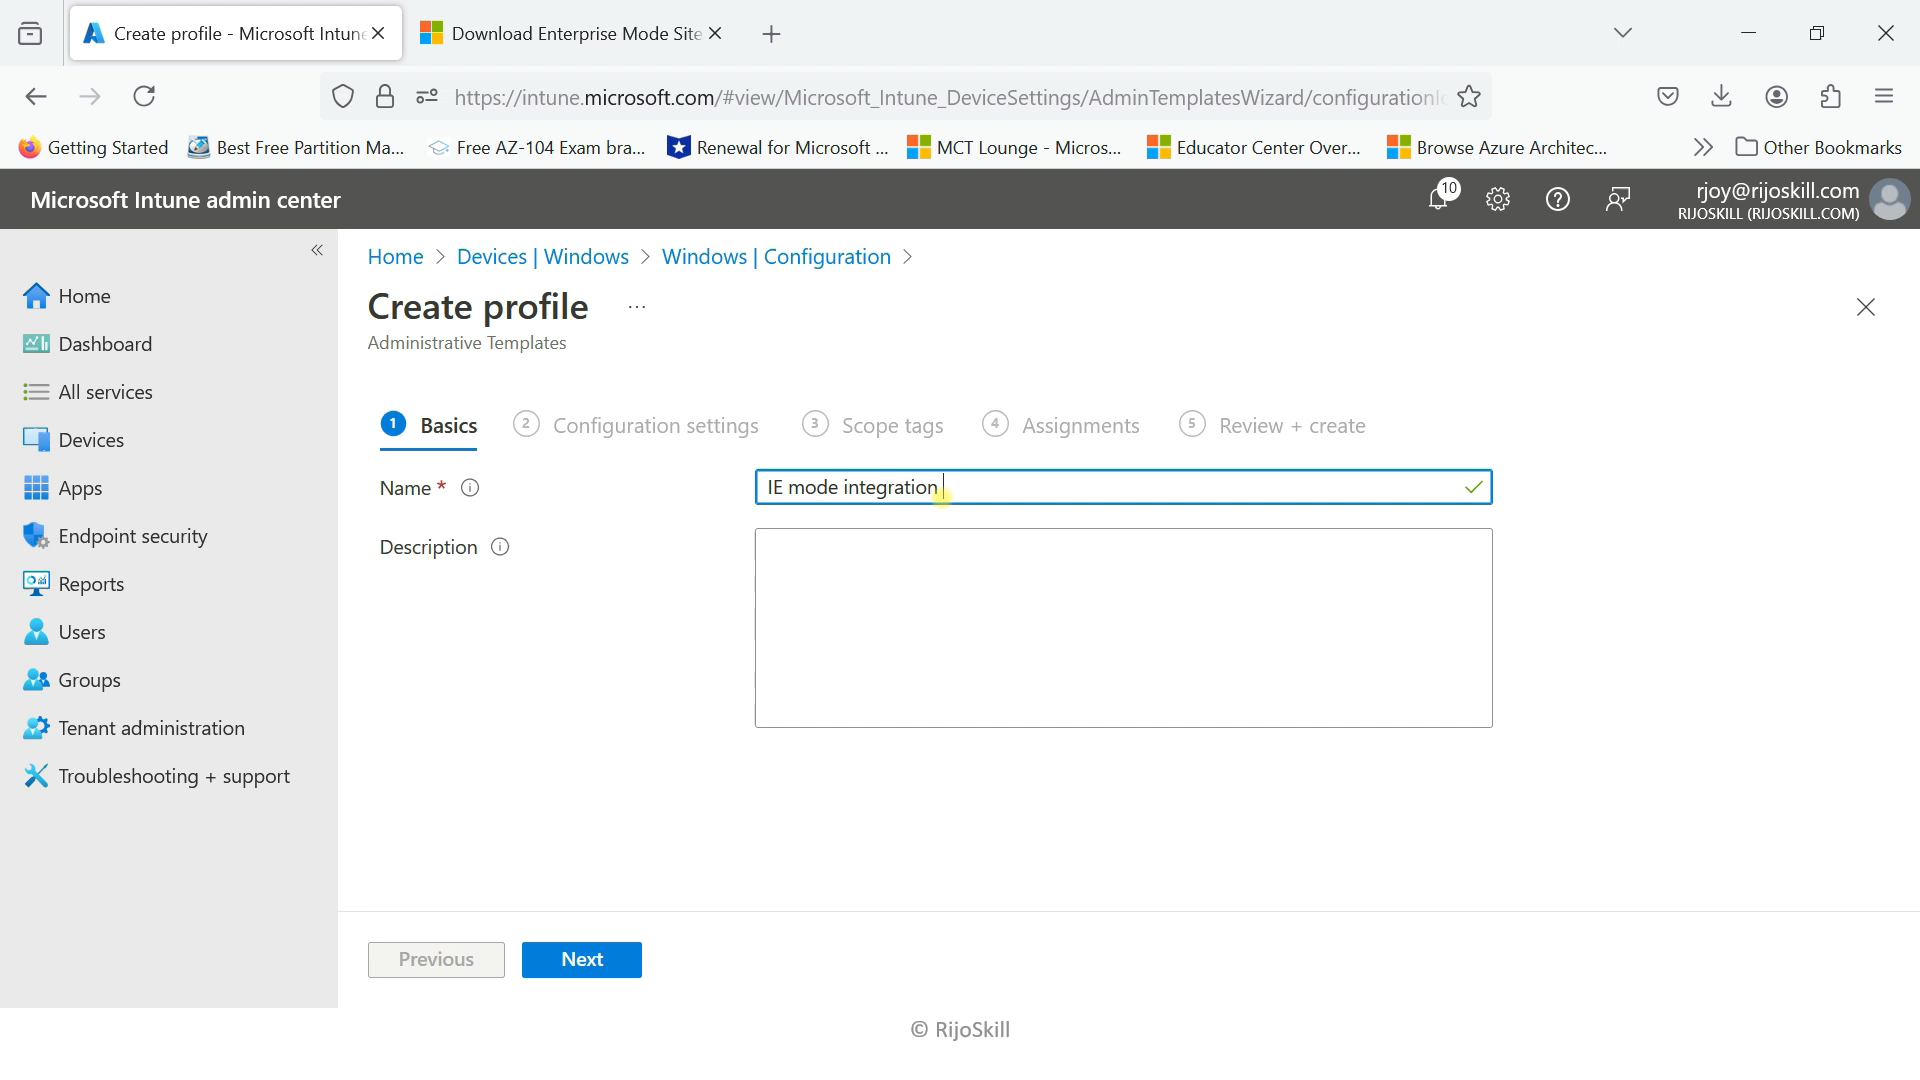 Create profile - Microsoft Intun
Download Enterprise Mode Site
https://intune.microsoft.com/#view/Microsoft_Intune_DeviceSettings/AdminTemplatesWizard/configurationI
Getting Started
Best Free Partition Ma...
Free AZ-104 Exam bra...
Renewal for Microsoft ...
MCT Lounge - Micros...
Educator Center Over...
Browse Azure Architec...
Other Bookmarks
Microsoft Intune admin center
10
rjoy@rijoskill.com
RIJOSKILL (RIJOSKILL.COM)
Home > Devices | Windows > Windows | Configuration >
Create profile ...
Administrative Templates
Home
Dashboard
All services
Devices
Apps
Endpoint security
Reports
Users
Groups
Tenant administration
Troubleshooting + support
1 Basics
2 Configuration settings
3 Scope tags
4 Assignments
5 Review + create
Name *
IE mode integration
Description
Previous
Next
© RijoSkill